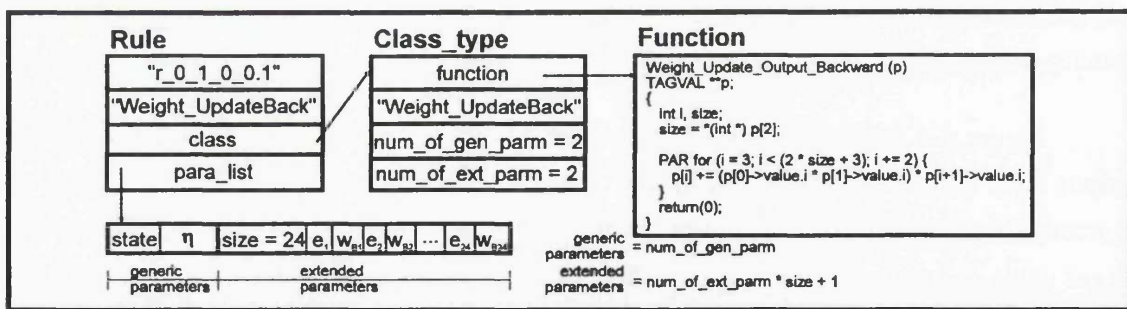 Rule
"r_0_1_0_0.1"
"Weight_UpdateBack"
class
para_list
state η size = 24 e1 wB1 e2 wB2 ... e24 wB24
generic parameters
extended parameters
Class_type
function
"Weight_UpdateBack"
num_of_gen_parm = 2
num_of_ext_parm = 2
Function
Weight_Update_Output_Backward (p)
TAGVAL **p;
{
int i, size;
size = *(int *) p[2];
PAR for (i = 3; i < (2 * size + 3); i += 2) {
p[i] += (p[0]->value.i * p[1]->value.i) * p[i+1]->value.i;
}
return(0);
}
generic parameters = num_of_gen_parm
extended parameters = num_of_ext_parm * size + 1